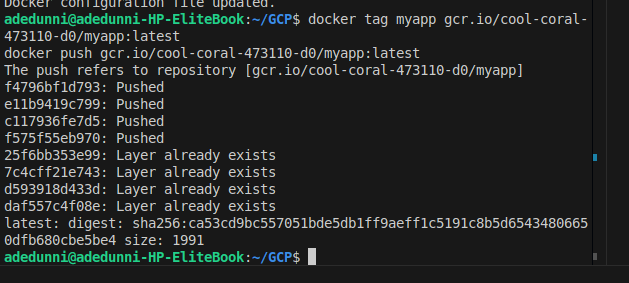 Docker configuration file updated.
adedunni@adedunni-HP-EliteBook:~/GCP$ docker tag myapp gcr.io/cool-coral-
473110-d0/myapp:latest
docker push gcr.io/cool-coral-473110-d0/myapp:latest
The push refers to repository [gcr.io/cool-coral-473110-d0/myapp]
f4796bf1d793: Pushed
e11b9419c799: Pushed
c117936fe7d5: Pushed
f575f55eb970: Pushed
25f6bb353e99: Layer already exists
7c4cff21e743: Layer already exists
d593918d433d: Layer already exists
daf557c4f08e: Layer already exists
latest: digest: sha256:ca53cd9bc557051bde5db1ff9aeff1c5191c8b5d6543480665
0dfb680cbe5be4 size: 1991
adedunni@adedunni-HP-EliteBook:~/GCP$